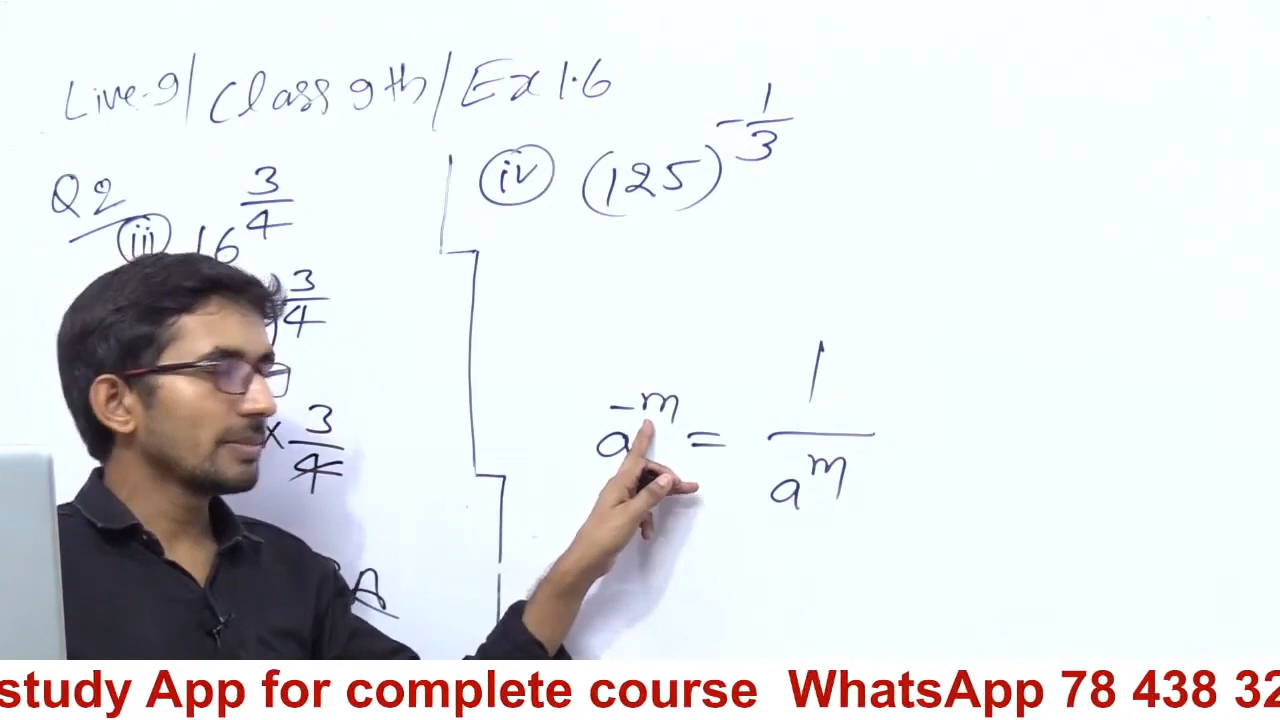 Live-9/Class 9th/Ex 1.6
Q2
iii 16^(3/4)
3/4
× 3/4
iv (125)^(-1/3)
a^(-m) = 1/a^m
study App for complete course WhatsApp 78 438 32